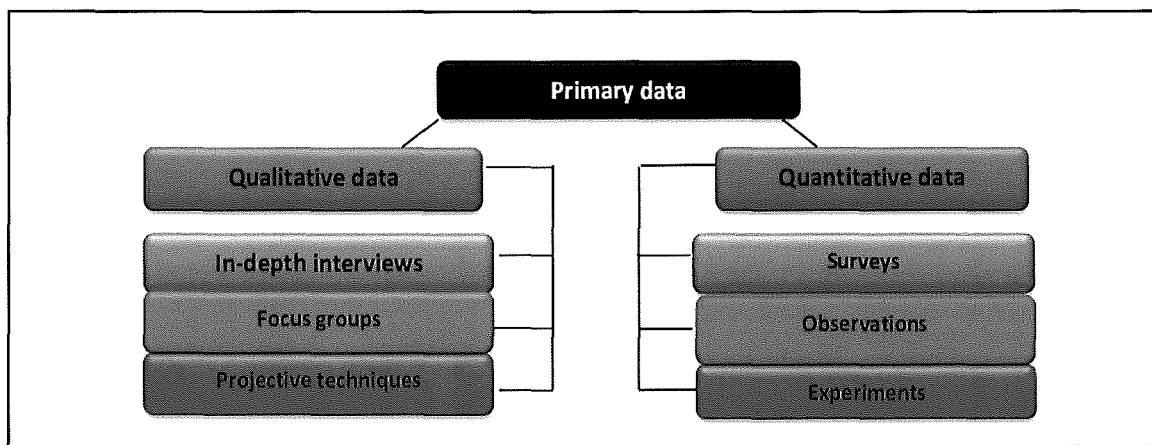 Primary data
Qualitative data
In-depth interviews
Focus groups
Projective techniques
Quantitative data
Surveys
Observations
Experiments